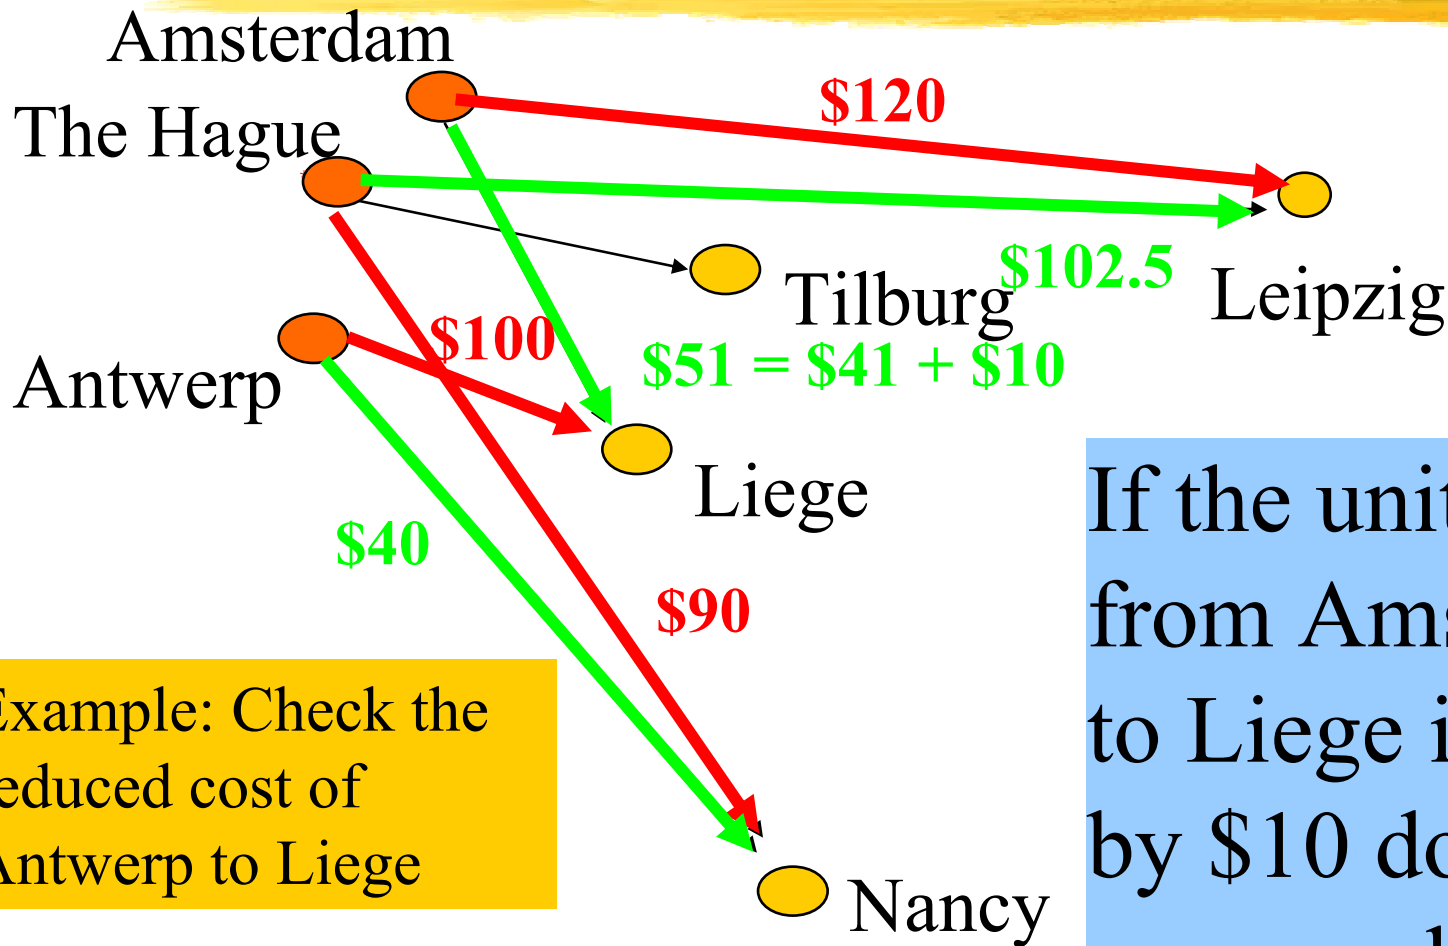 Amsterdam
$120
The Hague
Tilburg
$102.5
Leipzig
$100
$51 = $41 + $10
Antwerp
Liege
$40
$90
Example: Check the
educed cost of
Antwerp to Liege
Nancy
If the unit
from Ams
to Liege i
by $10 do